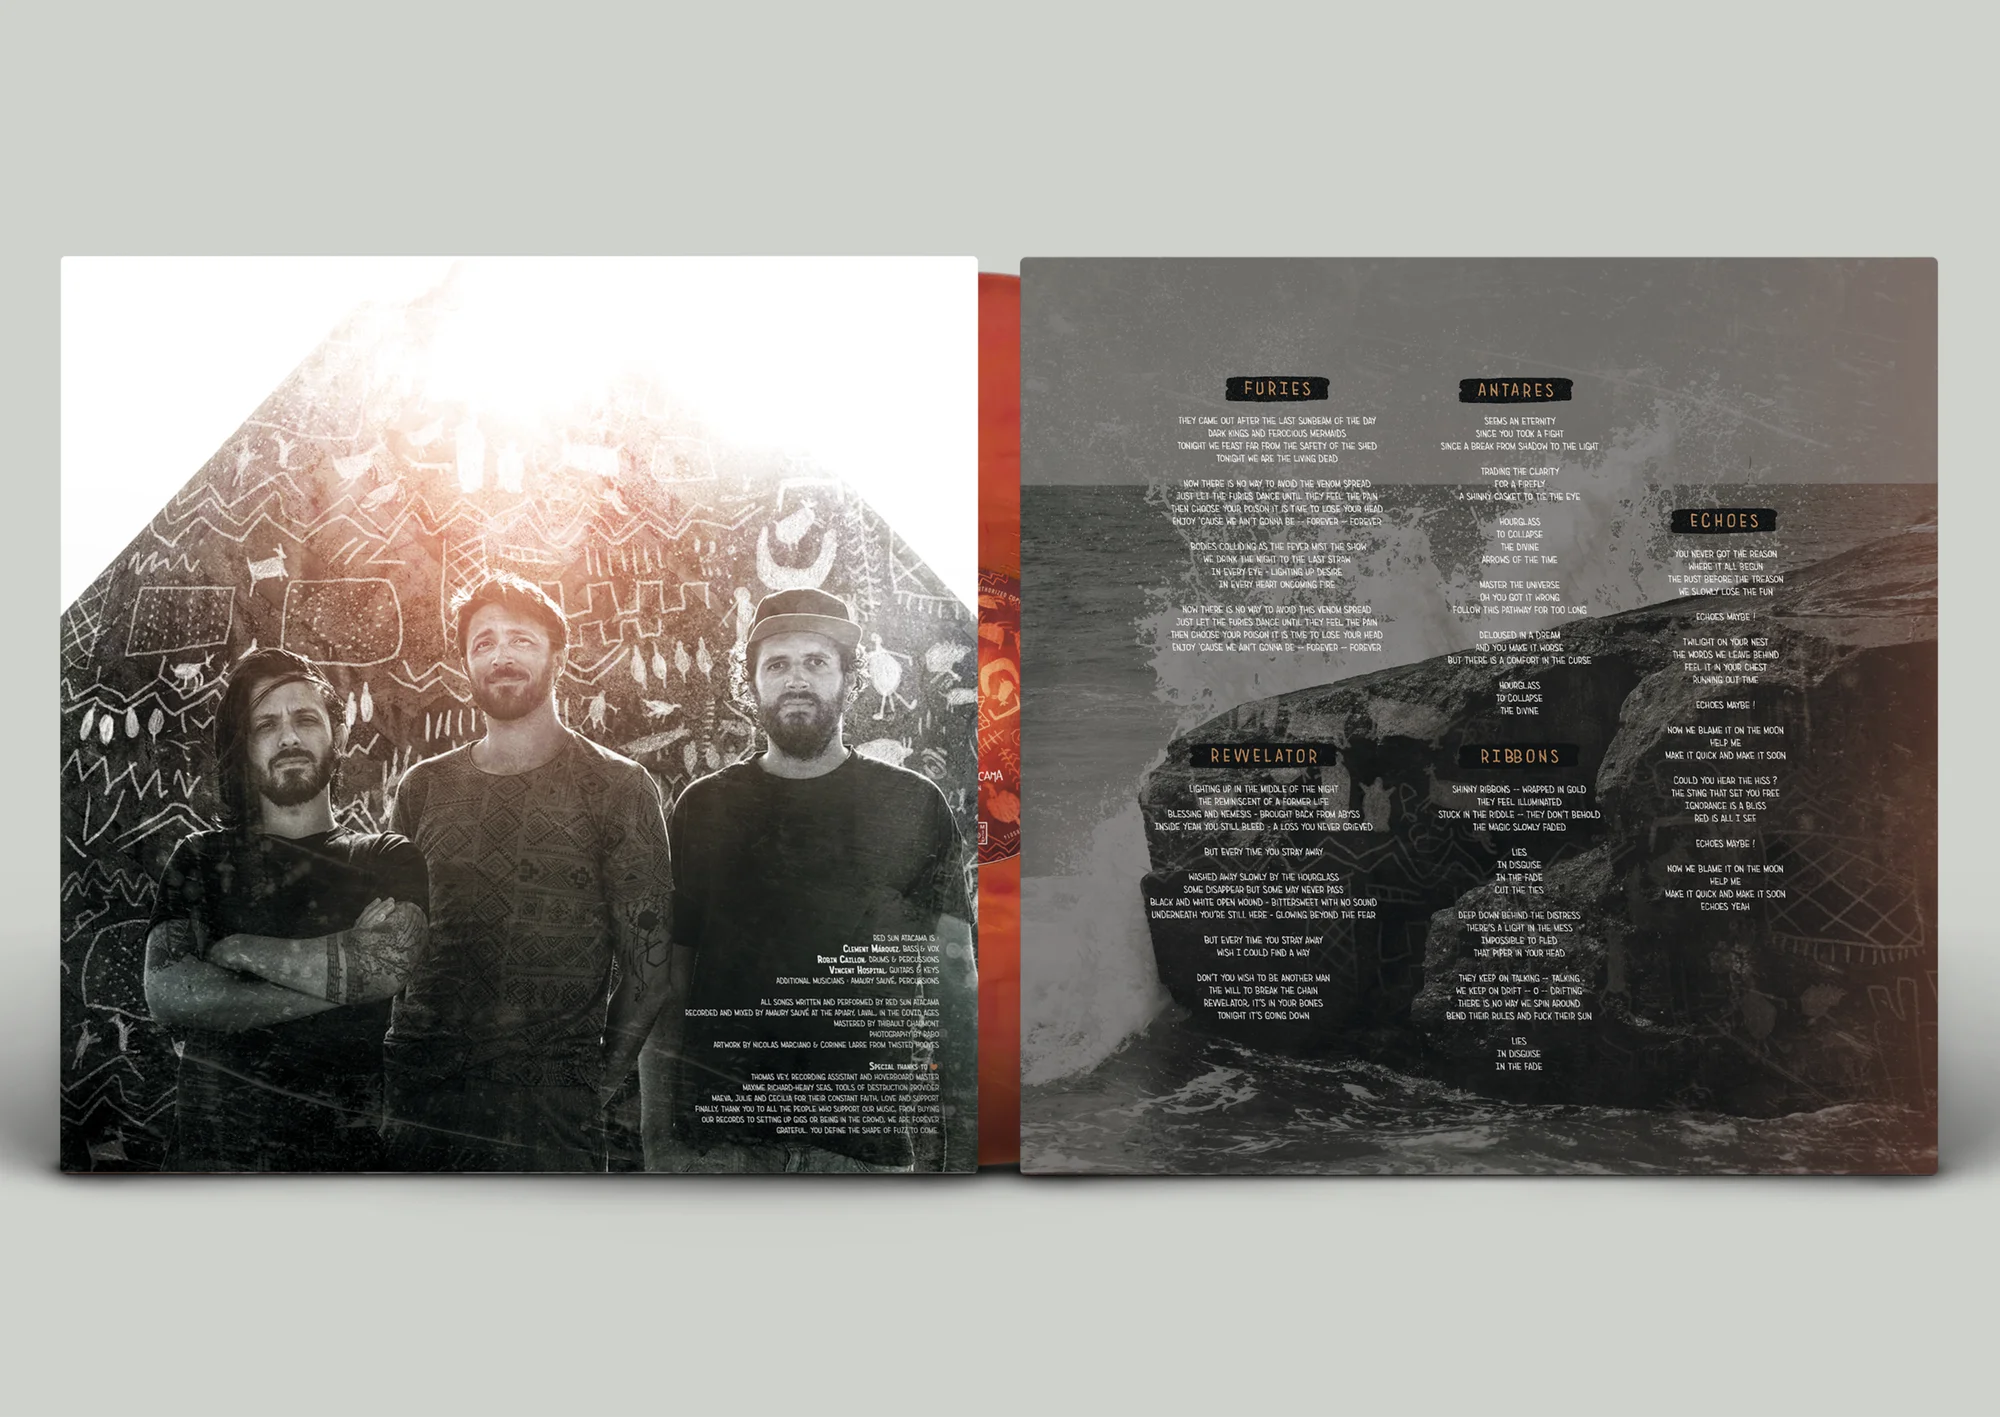 RED SUN ATACAMA IS :
CLEMENT MÁRQUEZ, BASS & VOX
ROBIN CAILLON, DRUMS & PERCUSSIONS
VINCENT HOSPITAL, GUITARS & KEYS
ADDITIONAL MUSICIANS : AMAURY SAUVÉ, PERCUSSIONS
ALL SONGS WRITTEN AND PERFORMED BY RED SUN ATACAMA
RECORDED AND MIXED BY AMAURY SAUVÉ AT THE APIARY, LAVAL, IN THE COVID AGES
MASTERED BY THIBAULT CHAUMONT
PHOTOGRAPHY BY RABO
ARTWORK BY NICOLAS MARCIANO & CORINNE LARRE FROM TWISTED HOOVES
SPECIAL THANKS TO
THOMAS VEY, RECORDING ASSISTANT AND HOVERBOARD MASTER
MAXIME RICHARD-HEAVY SEAS, TOOLS OF DESTRUCTION PROVIDER
MAEVA, JULIE AND CECILIA FOR THEIR CONSTANT FAITH, LOVE AND SUPPORT
FINALLY, THANK YOU TO ALL THE PEOPLE WHO SUPPORT OUR MUSIC, FROM BUYING
OUR RECORDS TO SETTING UP GIGS OR BEING IN THE CROWD, WE ARE FOREVER
GRATEFUL. YOU DEFINE THE SHAPE OF FUZZ TO COME.
FURIES
THEY CAME OUT AFTER THE LAST SUNBEAM OF THE DAY
DARK KINGS AND FEROCIOUS MERMAIDS
TONIGHT WE FEAST FAR FROM THE SAFETY OF THE SHED
TONIGHT WE ARE THE LIVING DEAD
NOW THERE IS NO WAY TO AVOID THE VENOM SPREAD
JUST LET THE FURIES DANCE UNTIL THEY FEEL THE PAIN
THEN CHOOSE YOUR POISON IT IS TIME TO LOSE YOUR HEAD
ENJOY 'CAUSE WE AIN'T GONNA BE -- FOREVER -- FOREVER
BODIES COLLIDING AS THE FEVER MIST THE SHOW
WE DRINK THE NIGHT TO THE LAST STRAW
IN EVERY EYE - LIGHTING UP DESIRE
IN EVERY HEART ONCOMING FIRE
NOW THERE IS NO WAY TO AVOID THIS VENOM SPREAD
JUST LET THE FURIES DANCE UNTIL THEY FEEL THE PAIN
THEN CHOOSE YOUR POISON IT IS TIME TO LOSE YOUR HEAD
ENJOY 'CAUSE WE AIN'T GONNA BE -- FOREVER -- FOREVER
REVVELATOR
LIGHTING UP IN THE MIDDLE OF THE NIGHT
THE REMINISCENT OF A FORMER LIFE
BLESSING AND NEMESIS - BROUGHT BACK FROM ABYSS
INSIDE YEAH YOU STILL BLEED - A LOSS YOU NEVER GRIEVED
BUT EVERY TIME YOU STRAY AWAY
WASHED AWAY SLOWLY BY THE HOURGLASS
SOME DISAPPEAR BUT SOME MAY NEVER PASS
BLACK AND WHITE OPEN WOUND - BITTERSWEET WITH NO SOUND
UNDERNEATH YOU'RE STILL HERE - GLOWING BEYOND THE FEAR
BUT EVERY TIME YOU STRAY AWAY
WISH I COULD FIND A WAY
DON'T YOU WISH TO BE ANOTHER MAN
THE WILL TO BREAK THE CHAIN
REVVELATOR, IT'S IN YOUR BONES
TONIGHT IT'S GOING DOWN
ANTARES
SEEMS AN ETERNITY
SINCE YOU TOOK A FIGHT
SINCE A BREAK FROM SHADOW TO THE LIGHT
TRADING THE CLARITY
FOR A FIREFLY
A SHINNY CASKET TO TIE THE EYE
HOURGLASS
TO COLLAPSE
THE DIVINE
ARROWS OF THE TIME
MASTER THE UNIVERSE
OH YOU GOT IT WRONG
FOLLOW THIS PATHWAY FOR TOO LONG
DELOUSED IN A DREAM
AND YOU MAKE IT WORSE
BUT THERE IS A COMFORT IN THE CURSE
HOURGLASS
TO COLLAPSE
THE DIVINE
RIBBONS
SHINNY RIBBONS -- WRAPPED IN GOLD
THEY FEEL ILLUMINATED
STUCK IN THE RIDDLE -- THEY DON'T BEHOLD
THE MAGIC SLOWLY FADED
LIES
IN DISGUISE
IN THE FADE
CUT THE TIES
DEEP DOWN BEHIND THE DISTRESS
THERE'S A LIGHT IN THE MESS
IMPOSSIBLE TO FLED
THAT PIPER IN YOUR HEAD
THEY KEEP ON TALKING -- TALKING
WE KEEP ON DRIFT -- O -- DRIFTING
THERE IS NO WAY WE SPIN AROUND
BEND THEIR RULES AND FUCK THEIR SUN
LIES
IN DISGUISE
IN THE FADE
ECHOES
YOU NEVER GOT THE REASON
WHERE IT ALL BEGUN
THE RUST BEFORE THE TREASON
WE SLOWLY LOSE THE FUN
ECHOES MAYBE !
TWILIGHT ON YOUR NEST
THE WORDS WE LEAVE BEHIND
FEEL IT IN YOUR CHEST
RUNNING OUT TIME
ECHOES MAYBE !
NOW WE BLAME IT ON THE MOON
HELP ME
MAKE IT QUICK AND MAKE IT SOON
COULD YOU HEAR THE HISS ?
THE STING THAT SET YOU FREE
IGNORANCE IS A BLISS
RED IS ALL I SEE
ECHOES MAYBE !
NOW WE BLAME IT ON THE MOON
HELP ME
MAKE IT QUICK AND MAKE IT SOON
ECHOES YEAH